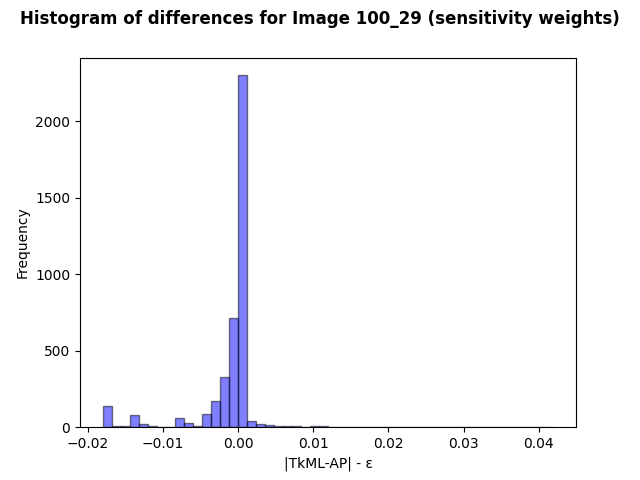 Histogram of differences for Image 100_29 (sensitivity weights)
Frequency
2000
1500
1000
500
0
−0.02 −0.01 0.00 0.01 0.02 0.03 0.04
|TkML-AP| - ε